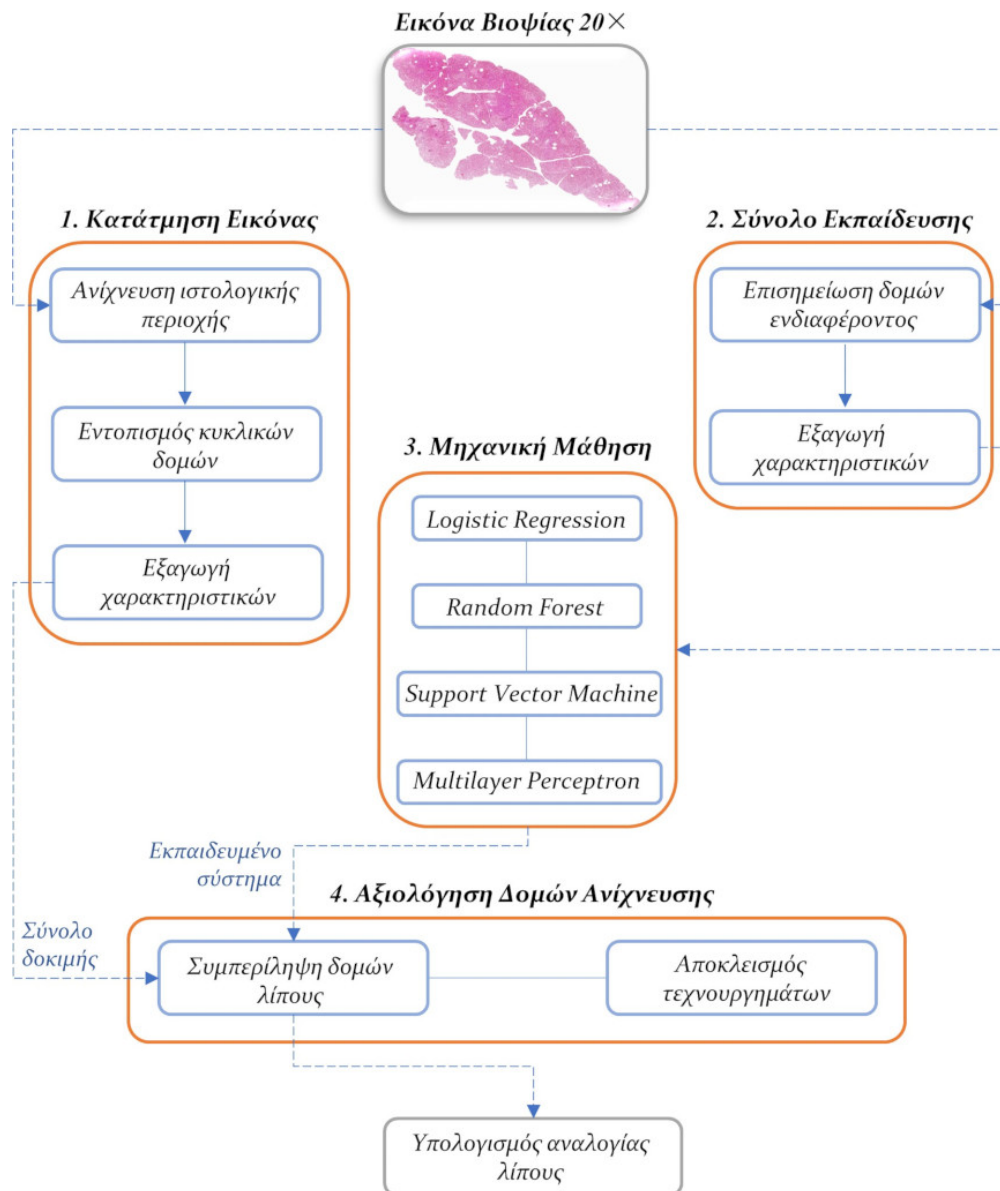 Εικόνα Βιοψίας 20×
1. Κατάτμηση Εικόνας
Ανίχνευση ιστολογικής
περιοχής
Εντοπισμός κυκλικών
δομών
Εξαγωγή
χαρακτηριστικών
2. Σύνολο Εκπαίδευσης
Επισημείωση δομών
ενδιαφέροντος
Εξαγωγή
χαρακτηριστικών
3. Μηχανική Μάθηση
Logistic Regression
Random Forest
Support Vector Machine
Multilayer Perceptron
Εκπαιδευμένο
σύστημα
Σύνολο
δοκιμής
4. Αξιολόγηση Δομών Ανίχνευσης
Συμπερίληψη δομών
λίπους
Αποκλεισμός
τεχνουργημάτων
Υπολογισμός αναλογίας
λίπους